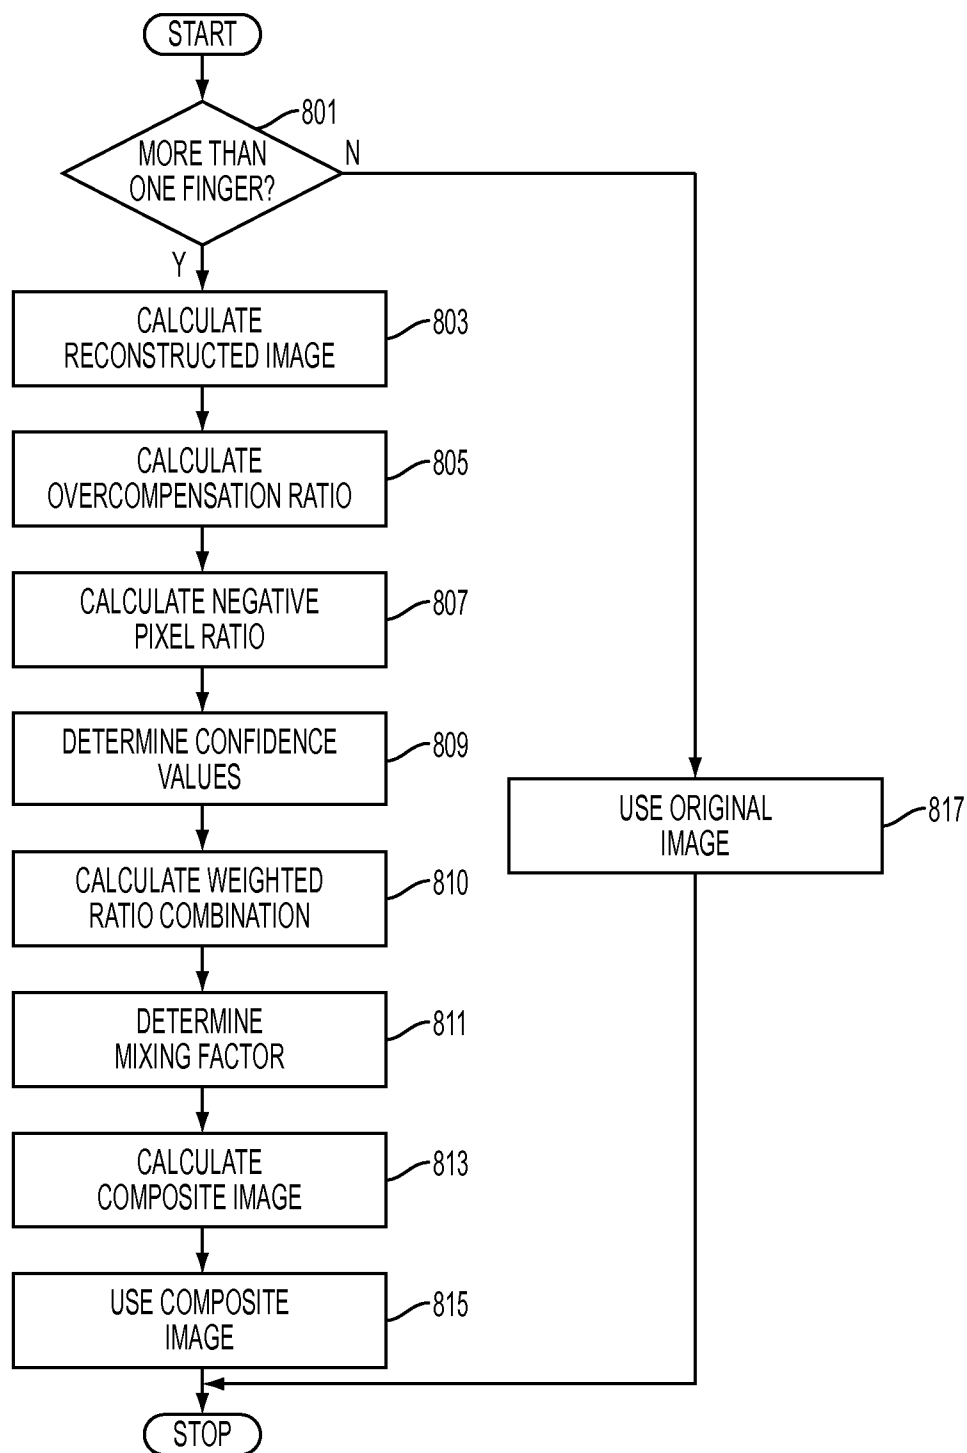 START
801
MORE THAN
ONE FINGER?
N
Y
CALCULATE
RECONSTRUCTED IMAGE
803
CALCULATE
OVERCOMPENSATION RATIO
805
CALCULATE NEGATIVE
PIXEL RATIO
807
DETERMINE CONFIDENCE
VALUES
809
USE ORIGINAL
IMAGE
817
CALCULATE WEIGHTED
RATIO COMBINATION
810
DETERMINE
MIXING FACTOR
811
CALCULATE
COMPOSITE IMAGE
813
USE COMPOSITE
IMAGE
815
STOP